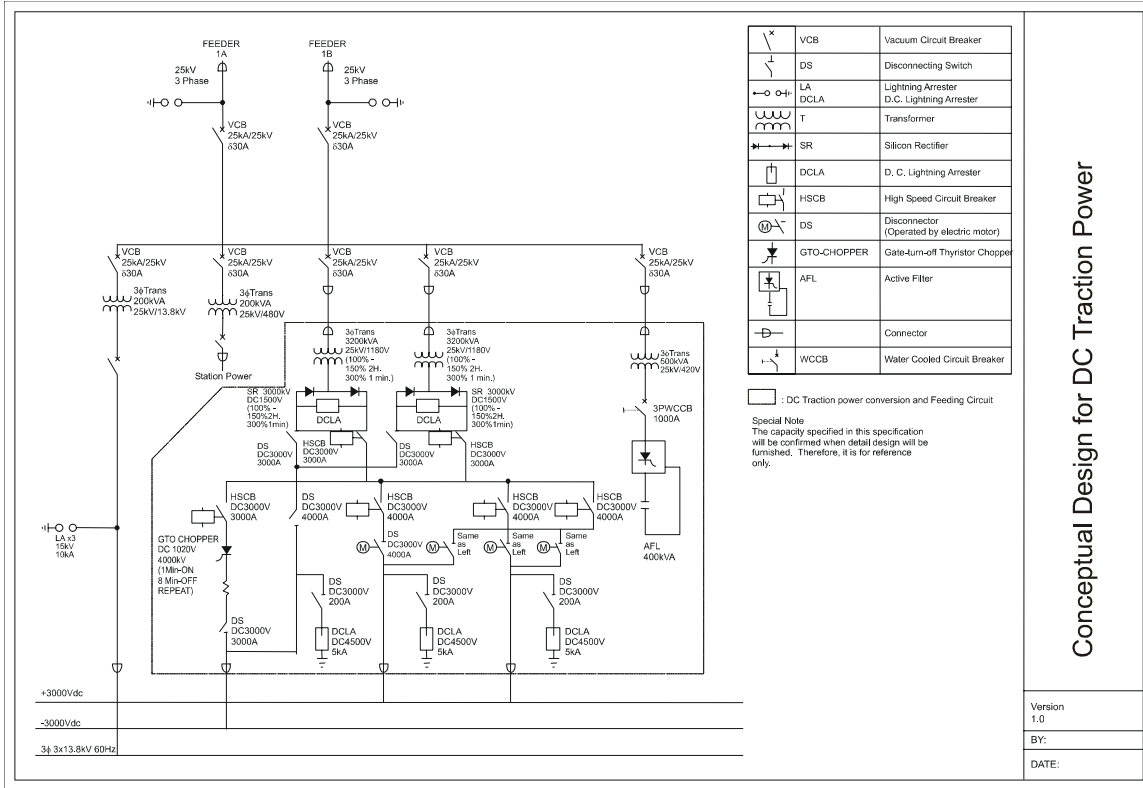 FEEDER
1A
25kV
3 Phase
FEEDER
1B
25kV
3 Phase
VCB
25kA/25kV
δ30A
VCB
25kA/25kV
δ30A
VCB
25kA/25kV
δ30A
VCB
25kA/25kV
δ30A
VCB
25kA/25kV
δ30A
VCB
25kA/25kV
δ30A
VCB
25kA/25kV
δ30A
3ϕTrans
200kVA
25kV/13.8kV
3ϕTrans
200kVA
25kV/480V
Station Power
3ϕTrans
3200kVA
25kV/1180V
(100% -
150% 2H.
300% 1 min.)
3ϕTrans
3200kVA
25kV/1180V
(100% -
150% 2H.
300% 1 min.)
3ϕTrans
500kVA
25kV/420V
SR 3000kV
DC1500V
(100% -
150%2H.
300%1min)
DCLA
SR 3000kV
DC1500V
(100% -
150%2H.
300%1min)
DCLA
3PWCCB
1000A
DS
DC3000V
3000A
HSCB
DC3000V
3000A
DS
DC3000V
3000A
HSCB
DC3000V
3000A
HSCB
DC3000V
3000A
DS
DC3000V
4000A
HSCB
DC3000V
4000A
HSCB
DC3000V
4000A
HSCB
DC3000V
4000A
LA x3
15kV
10kA
GTO CHOPPER
DC 1020V
4000kV
(1Min-ON
8 Min-OFF
REPEAT)
M
DS
DC3000V
4000A
M
Same
as
Left
M
Same
as
Left
M
Same
as
Left
AFL
400kVA
DS
DC3000V
3000A
DS
DC3000V
200A
DS
DC3000V
200A
DS
DC3000V
200A
DCLA
DC4500V
5kA
DCLA
DC4500V
5kA
DCLA
DC4500V
5kA
+3000Vdc
-3000Vdc
3ϕ 3x13.8kV 60Hz
VCB Vacuum Circuit Breaker
DS Disconnecting Switch
LA Lightning Arrester
DCLA D.C. Lightning Arrester
T Transformer
SR Silicon Rectifier
DCLA D. C. Lightning Arrester
HSCB High Speed Circuit Breaker
M DS Disconnector
(Operated by electric motor)
GTO-CHOPPER Gate-turn-off Thyristor Chopper
AFL Active Filter
Connector
WCCB Water Cooled Circuit Breaker
: DC Traction power conversion and Feeding Circuit
Special Note
The capacity specified in this specification
will be confirmed when detail design will be
furnished. Therefore, it is for reference
only.
Conceptual Design for DC Traction Power
Version
1.0
BY:
DATE: